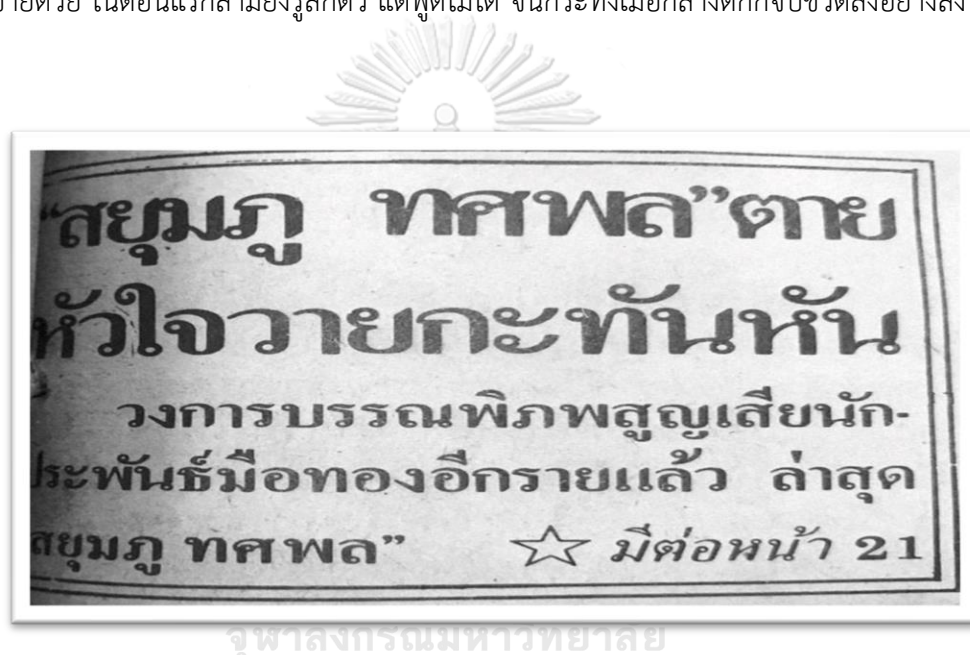 “สยุมภู ทศพล”ตาย
หัวใจวายกะทันหัน
วงการบรรณพิภพสูญเสียนัก-
ประพันธ์มือทองอีกรายแล้ว ล่าสุด
สยุมภู ทศพล” ☆ มีต่อหน้า 21
จุฬาลงกรณ์มหาวิทยาลัย